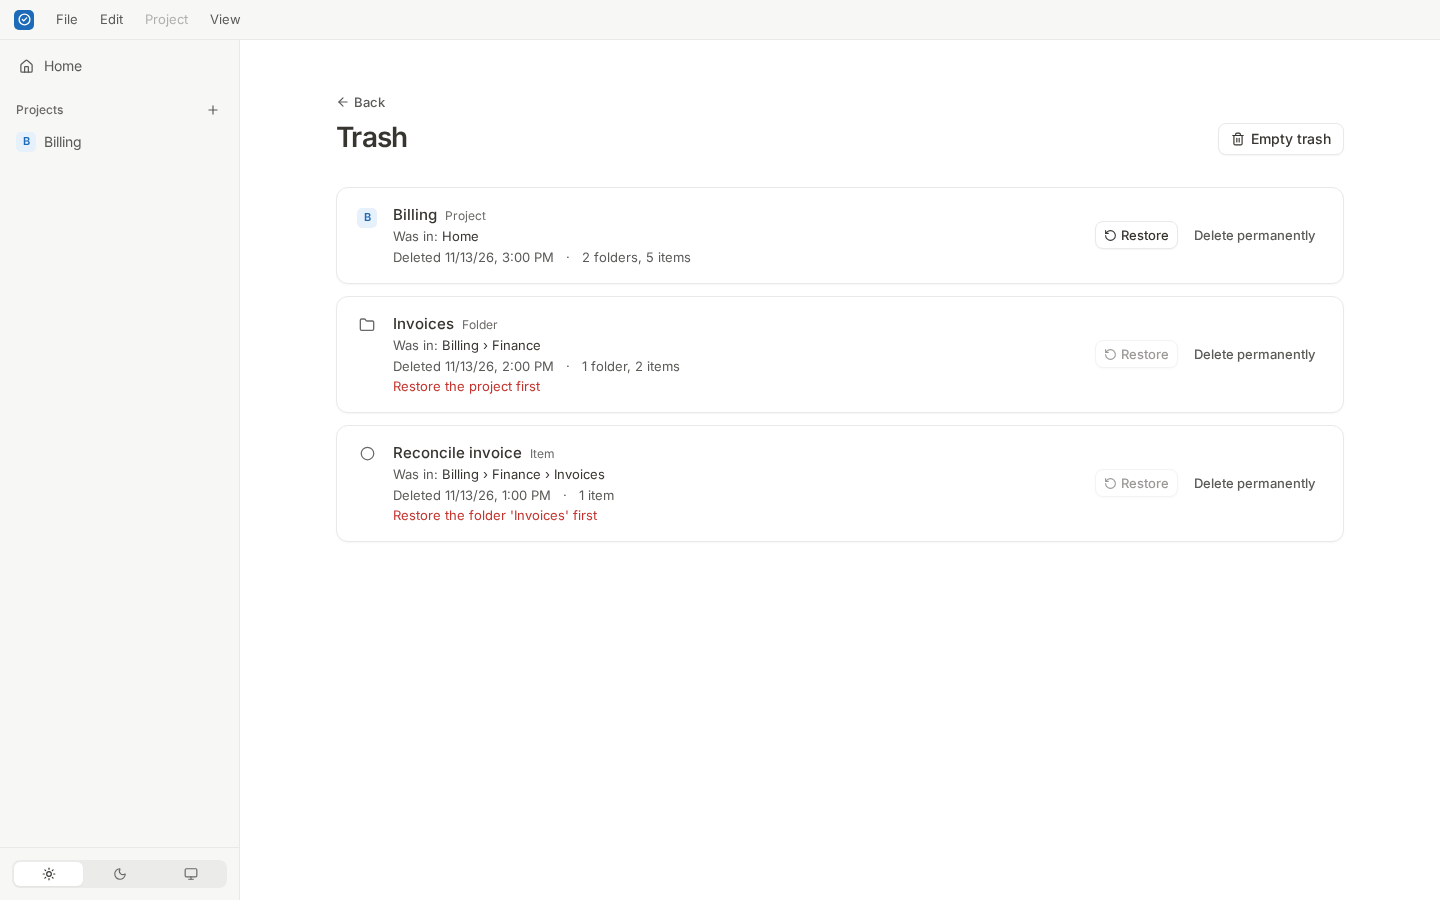 File Edit Project View
Home
Projects
B Billing
Back
Trash
Empty trash
B Billing Project
Was in: Home
Deleted 11/13/26, 3:00 PM · 2 folders, 5 items
Restore Delete permanently
Invoices Folder
Was in: Billing › Finance
Deleted 11/13/26, 2:00 PM · 1 folder, 2 items
Restore the project first
Restore Delete permanently
Reconcile invoice Item
Was in: Billing › Finance › Invoices
Deleted 11/13/26, 1:00 PM · 1 item
Restore the folder 'Invoices' first
Restore Delete permanently